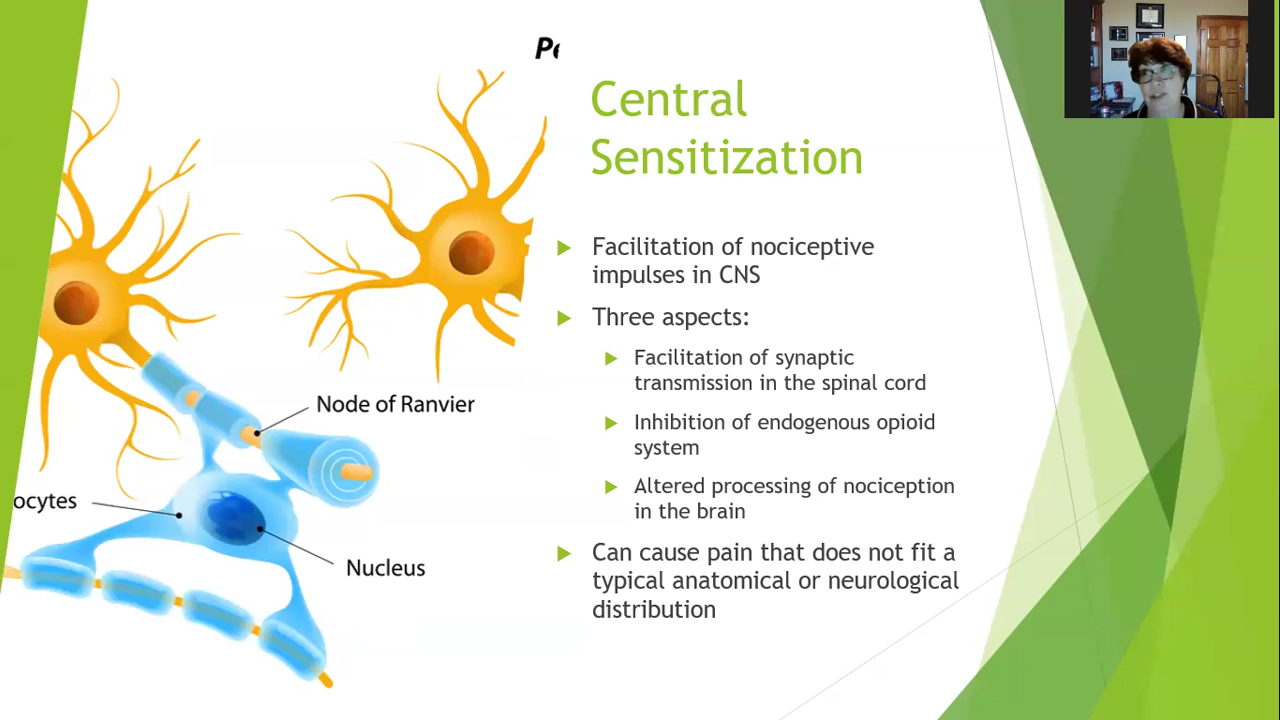 Central
Sensitization
Facilitation of nociceptive
impulses in CNS
Three aspects:
Facilitation of synaptic
transmission in the spinal cord
Inhibition of endogenous opioid
system
Altered processing of nociception
in the brain
Can cause pain that does not fit a
typical anatomical or neurological
distribution
Node of Ranvier
ocytes
Nucleus